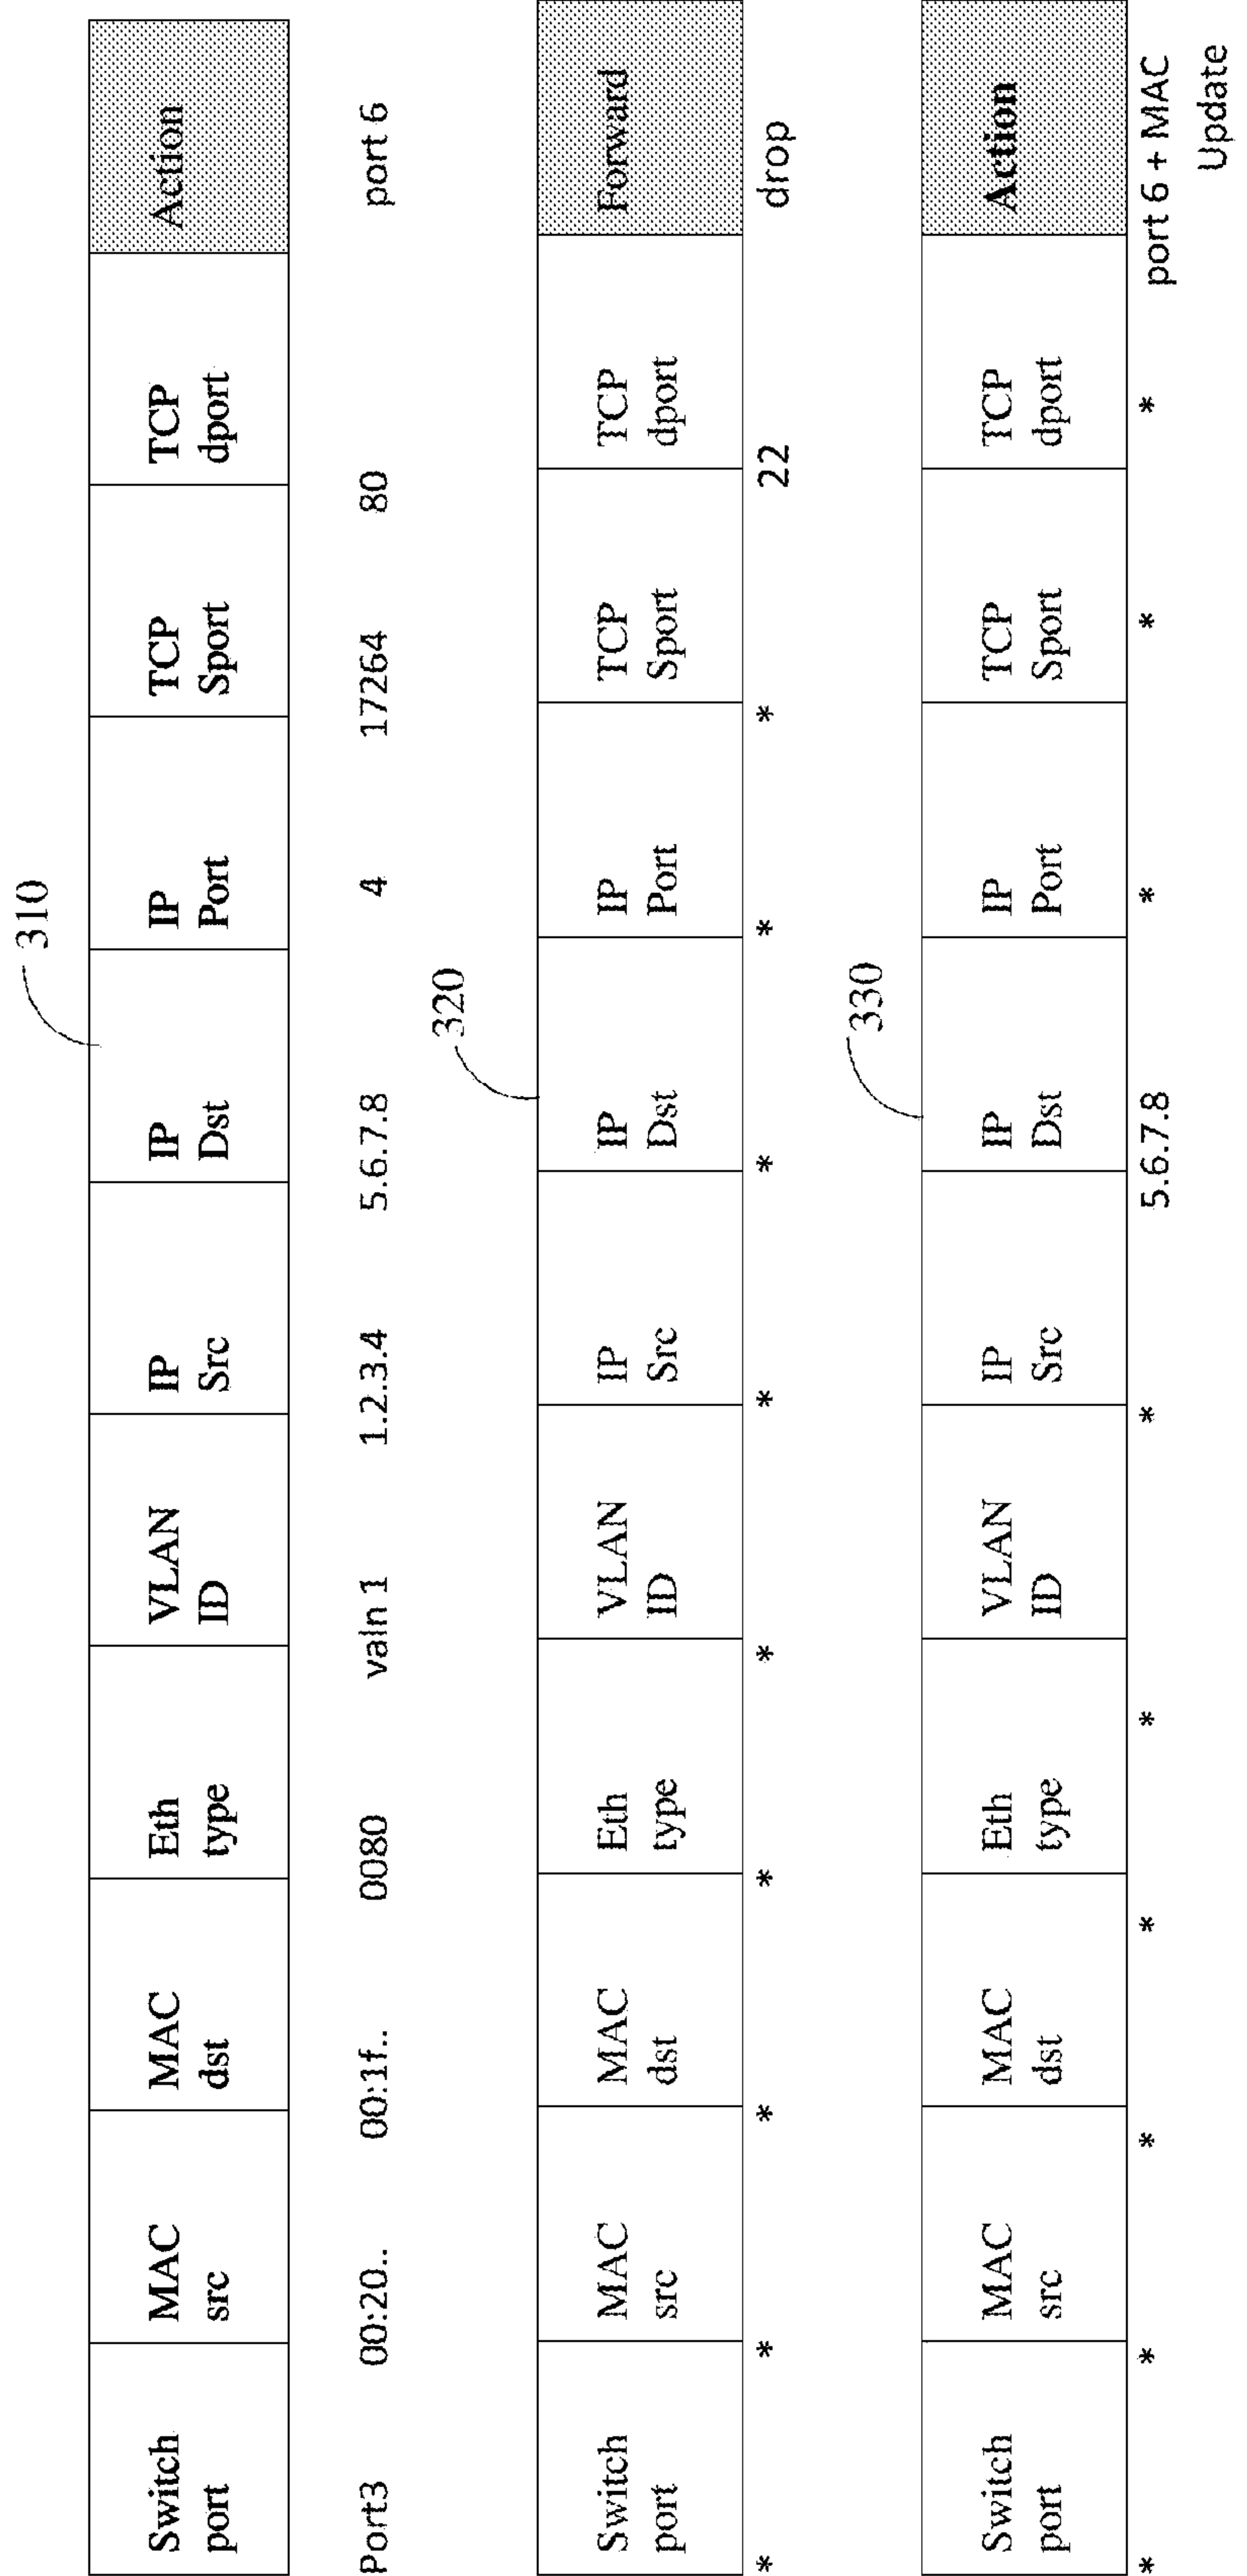 310
Switch MAC MAC Eth VLAN IP IP IP TCP TCP Action
port src dst type ID Src Dst Port Sport dport
Port3 00:20.. 00:1f.. 0080 valn 1 1.2.3.4 5.6.7.8 4 17264 80 port 6
320
Switch MAC MAC Eth VLAN IP IP IP TCP TCP Forward
port src dst type ID Src Dst Port Sport dport
* * * * * * * * * 22 drop
330
Switch MAC MAC Eth VLAN IP IP IP TCP TCP Action
port src dst type ID Src Dst Port Sport dport
* * * * * * 5.6.7.8 * * * port 6 + MAC
Update